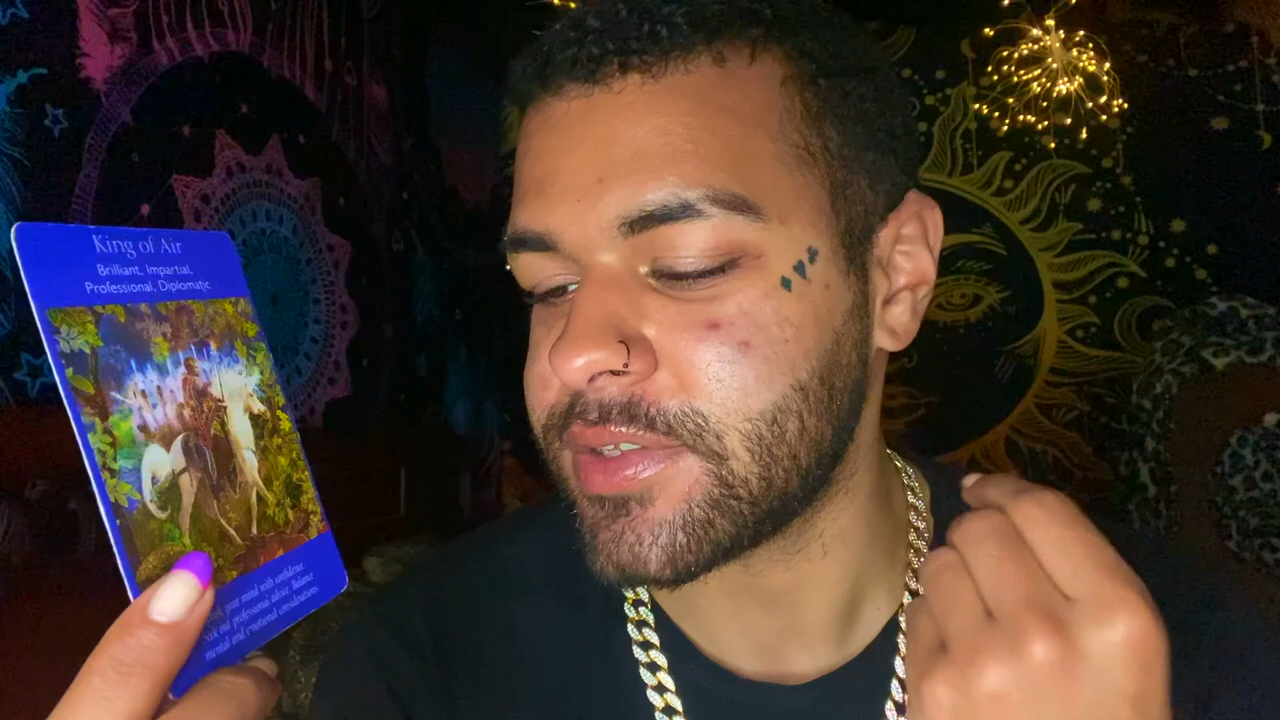 King of Air
Brilliant, Impartial,
Professional, Diplomatic
your mind with confidence.
Seek out professional advice. Balance
mental and emotional considerations